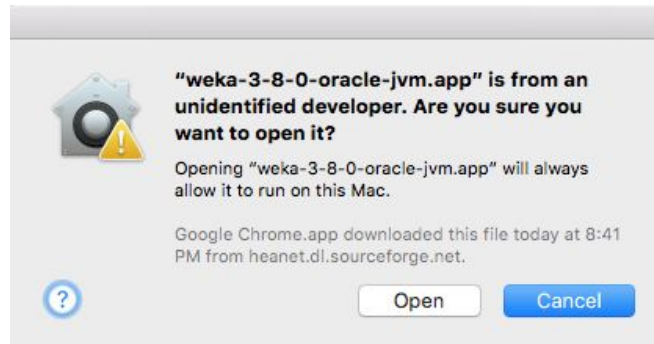 “weka-3-8-0-oracle-jvm.app” is from an
unidentified developer. Are you sure you
want to open it?
Opening “weka-3-8-0-oracle-jvm.app” will always
allow it to run on this Mac.
Google Chrome.app downloaded this file today at 8:41
PM from heanet.dl.sourceforge.net.
?
Open
Cancel